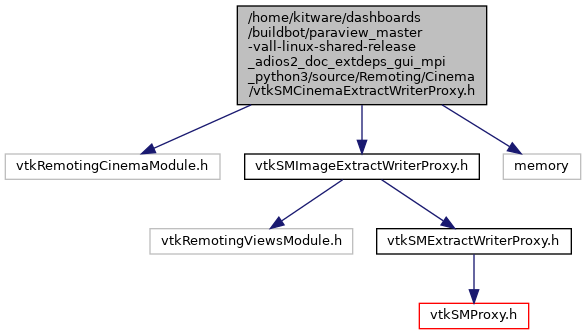 /home/kitware/dashboards
/buildbot/paraview_master
-vall-linux-shared-release
_adios2_doc_extdeps_gui_mpi
_python3/source/Remoting/Cinema
/vtkSMCinemaExtractWriterProxy.h
vtkRemotingCinemaModule.h
vtkSMImageExtractWriterProxy.h
memory
vtkRemotingViewsModule.h
vtkSMExtractWriterProxy.h
vtkSMProxy.h